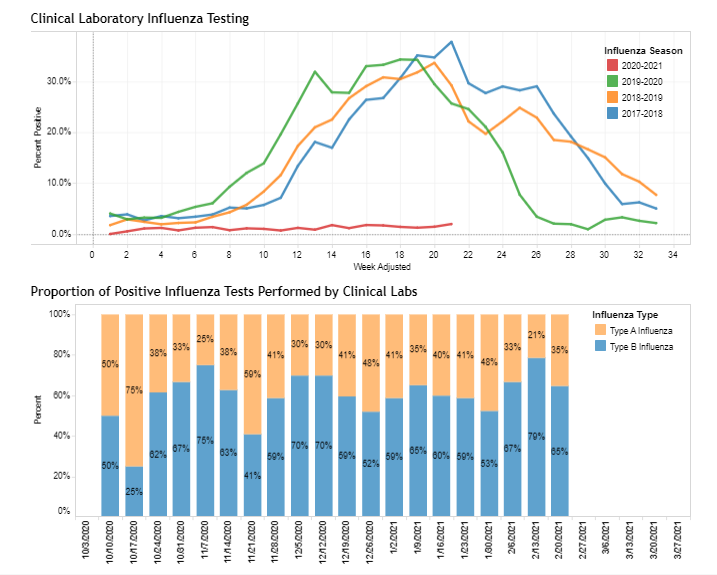 Clinical Laboratory Influenza Testing
Influenza Season
2020-2021
2019-2020
2018-2019
2017-2018
Percent Positive
30.0%
20.0%
10.0%
0.0%
0 2 4 6 8 10 12 14 16 18 20 22 24 26 28 30 32 34
Week Adjusted
Proportion of Positive Influenza Tests Performed by Clinical Labs
Influenza Type
Type A Influenza
Type B Influenza
Percent
100%
80%
60%
40%
20%
0%
50% 75% 38% 33% 25% 38% 59% 41% 30% 30% 41% 48% 41% 35% 40% 41% 48% 33% 21% 35%
50% 25% 62% 67% 75% 63% 41% 59% 70% 70% 59% 52% 59% 65% 60% 59% 53% 67% 79% 65%
10/3/2020 10/10/2020 10/17/2020 10/24/2020 10/31/2020 11/7/2020 11/14/2020 11/21/2020 11/28/2020 12/5/2020 12/12/2020 12/19/2020 12/26/2020 1/2/2021 1/9/2021 1/16/2021 1/23/2021 1/30/2021 2/6/2021 2/13/2021 2/20/2021 2/27/2021 3/6/2021 3/13/2021 3/20/2021 3/27/2021